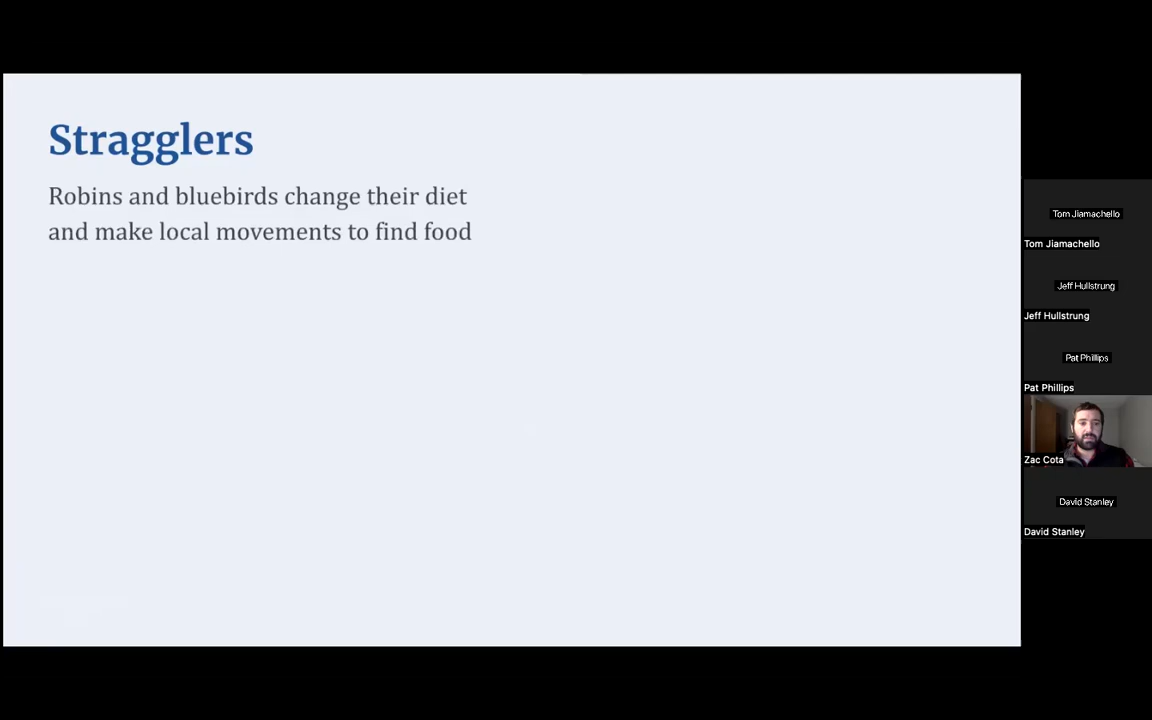 Stragglers
Robins and bluebirds change their diet
and make local movements to find food
Tom Jiamachello
Tom Jiamachello
Jeff Hullstrung
Jeff Hullstrung
Pat Phillips
Pat Phillips
Zac Cota
David Stanley
David Stanley